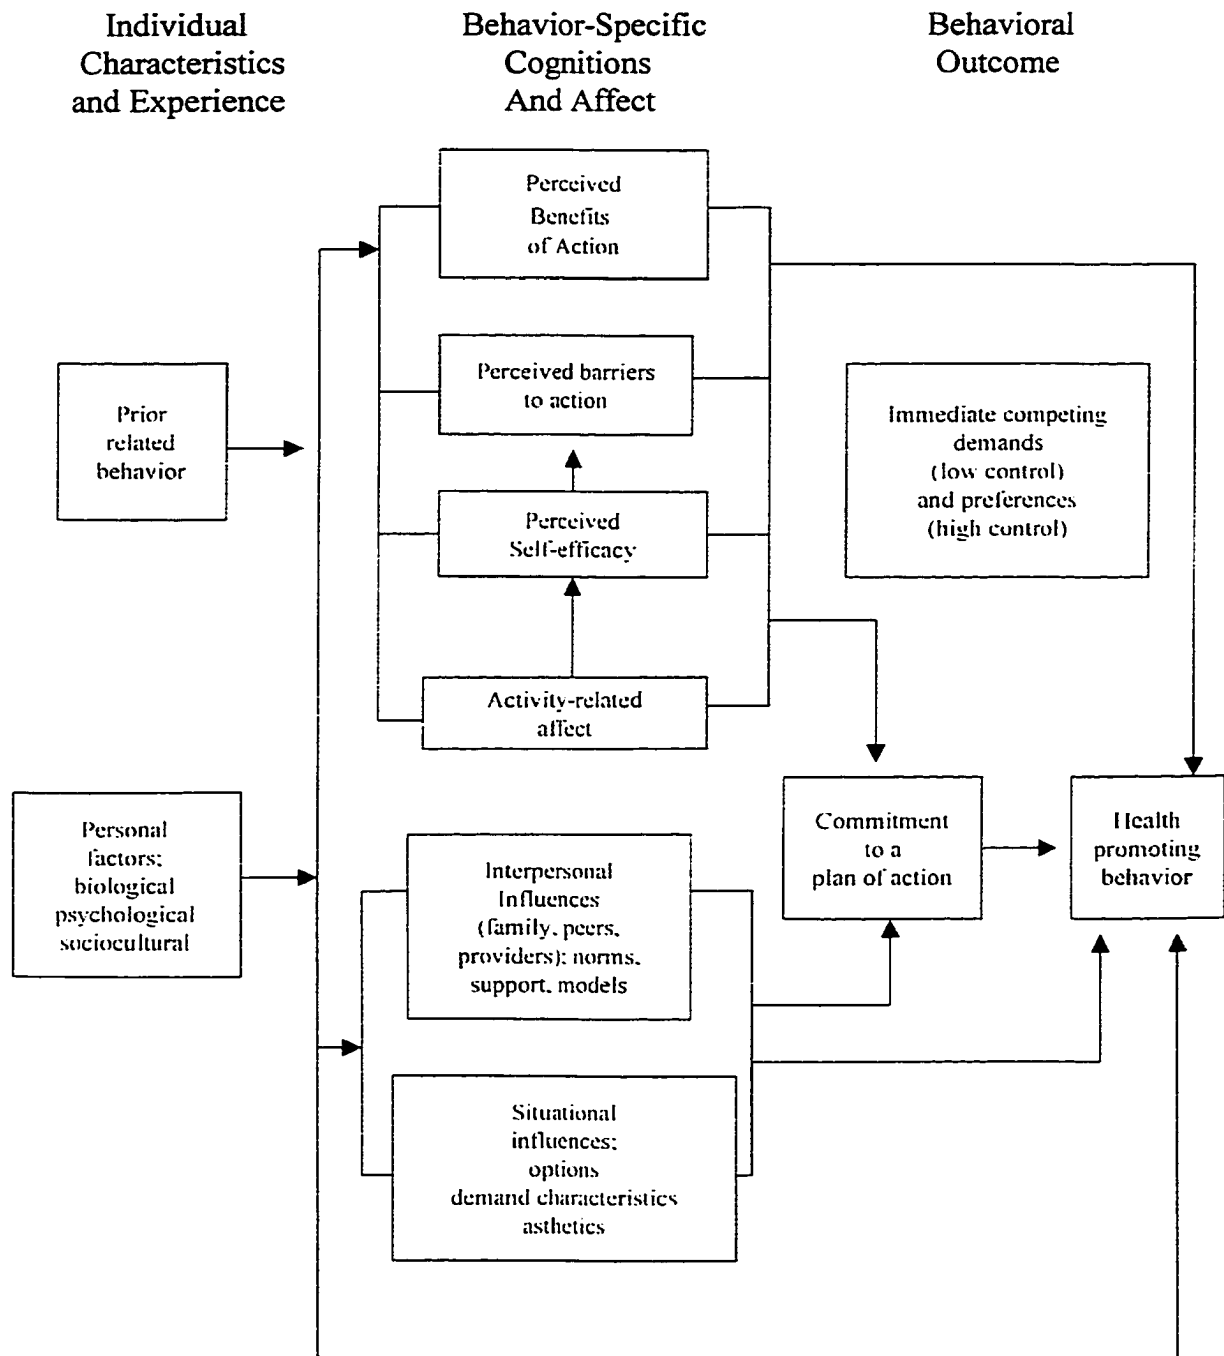 Individual
Characteristics
and Experience
Behavior-Specific
Cognitions
And Affect
Behavioral
Outcome
Perceived
Benefits
of Action
Perceived barriers
to action
Prior
related
behavior
Immediate competing
demands
(low control)
and preferences
(high control)
Perceived
Self-efficacy
Activity-related
affect
Personal
factors:
biological
psychological
sociocultural
Commitment
to a
plan of action
Health
promoting
behavior
Interpersonal
Influences
(family, peers,
providers): norms,
support, models
Situational
influences:
options
demand characteristics
asthetics